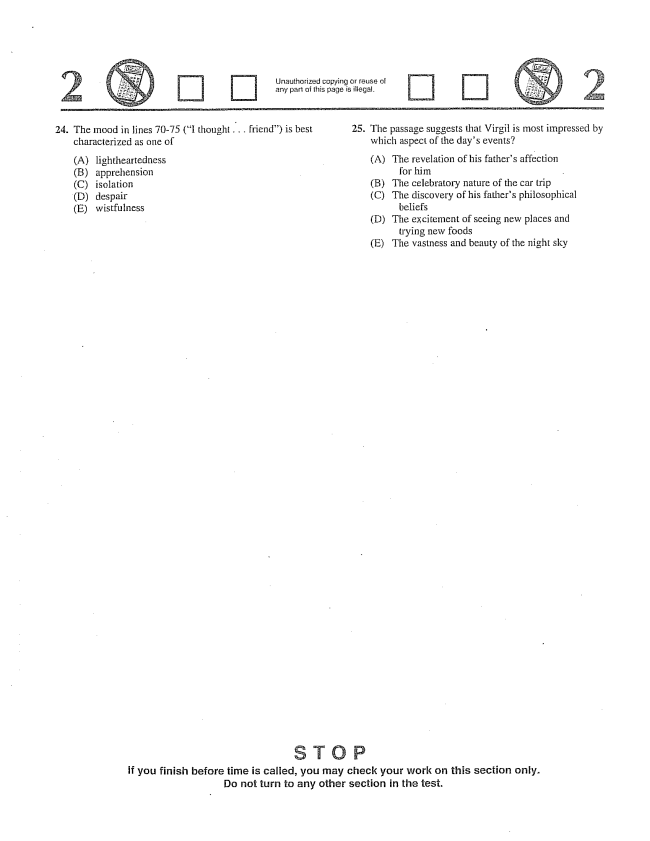 2
Unauthorized copying or reuse of
any part of this page is illegal.
2
24. The mood in lines 70-75 (“I thought . . . friend”) is best
characterized as one of
(A) lightheartedness
(B) apprehension
(C) isolation
(D) despair
(E) wistfulness
25. The passage suggests that Virgil is most impressed by
which aspect of the day’s events?
(A) The revelation of his father’s affection
for him
(B) The celebratory nature of the car trip
(C) The discovery of his father’s philosophical
beliefs
(D) The excitement of seeing new places and
trying new foods
(E) The vastness and beauty of the night sky
STOP
If you finish before time is called, you may check your work on this section only.
Do not turn to any other section in the test.